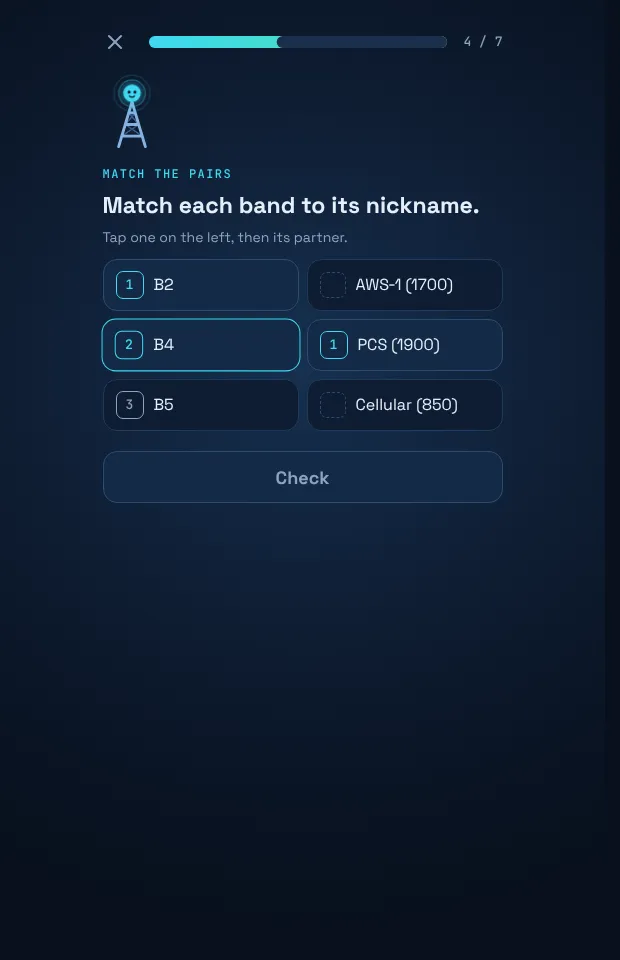 4 / 7
MATCH THE PAIRS
Match each band to its nickname.
Tap one on the left, then its partner.
1 B2
AWS-1 (1700)
2 B4
1 PCS (1900)
3 B5
Cellular (850)
Check